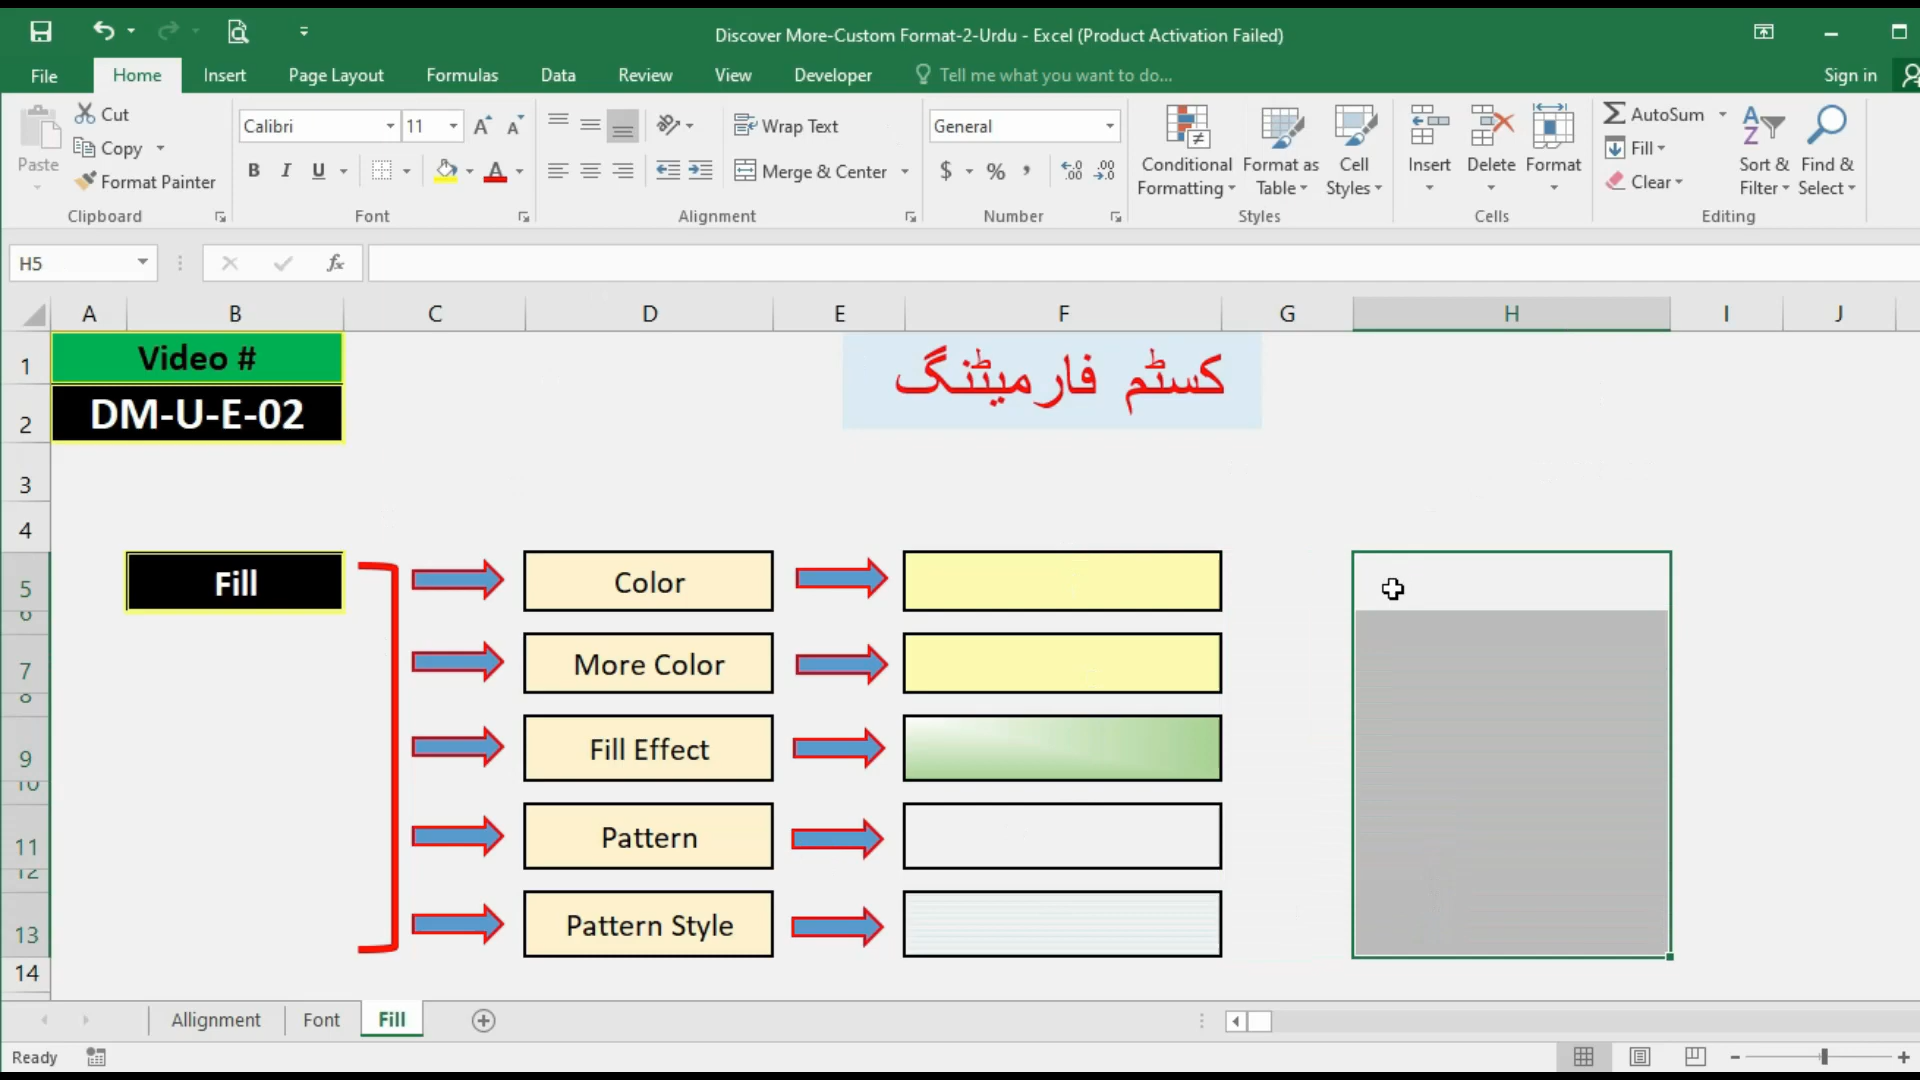 Discover More-Custom Format-2-Urdu - Excel (Product Activation Failed)
File Home Insert Page Layout Formulas Data Review View Developer Tell me what you want to do... Sign in
Paste Cut Copy Format Painter Clipboard
Calibri 11 B I U A Font
Wrap Text Merge & Center Alignment
General $ % , Number
Conditional Formatting Format as Table Cell Styles Styles
Insert Delete Format Cells
AutoSum Fill Clear Sort & Filter Find & Select Editing
H5 fx
A B C D E F G H I J
1 Video # کسٹم فارمیٹنگ
2 DM-U-E-02
3
4
5 Fill Color
6
7 More Color
8
9 Fill Effect
10
11 Pattern
12
13 Pattern Style
14
Allignment Font Fill
Ready